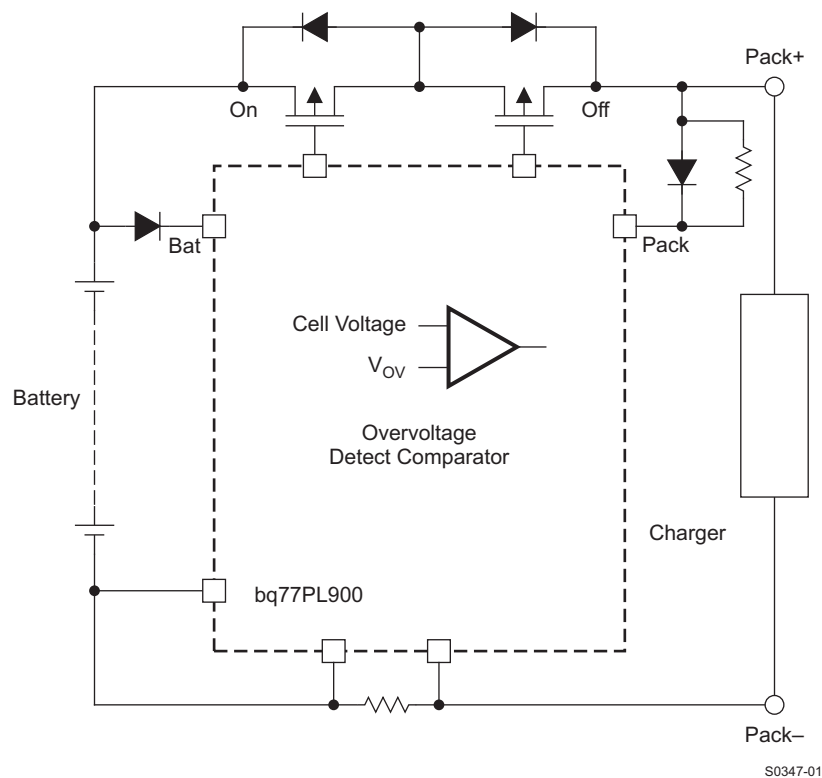 Pack+
On
Off
Bat
Pack
Cell Voltage
V_OV
Battery
Overvoltage
Detect Comparator
Charger
bq77PL900
Pack–
S0347-01